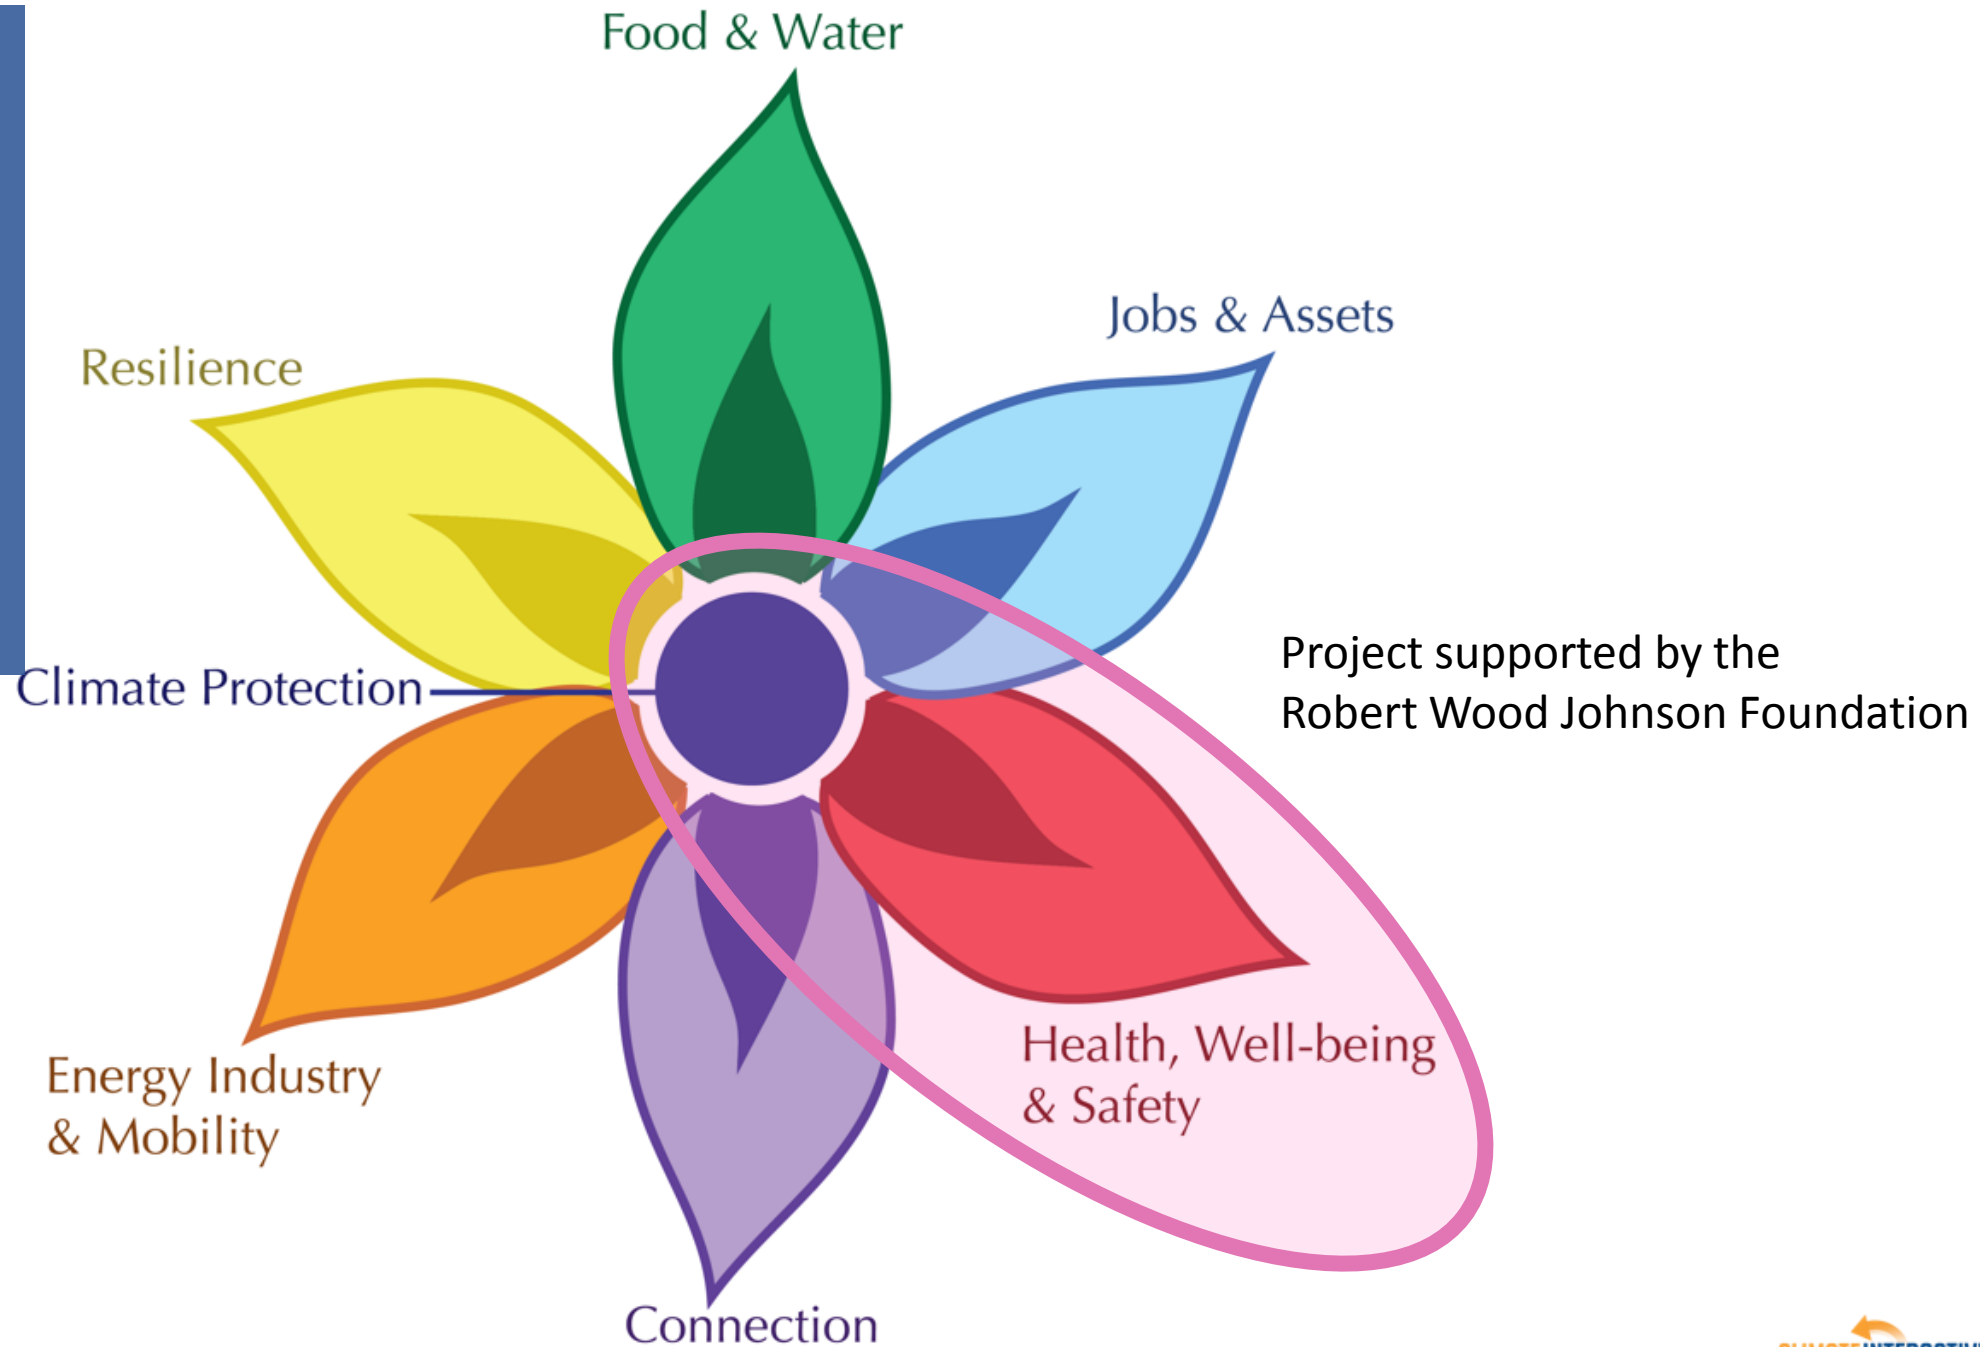 Food & Water
Jobs & Assets
Resilience
Project supported by the
Robert Wood Johnson Foundation
Climate Protection
Health, Well-being
& Safety
Energy Industry
& Mobility
Connection